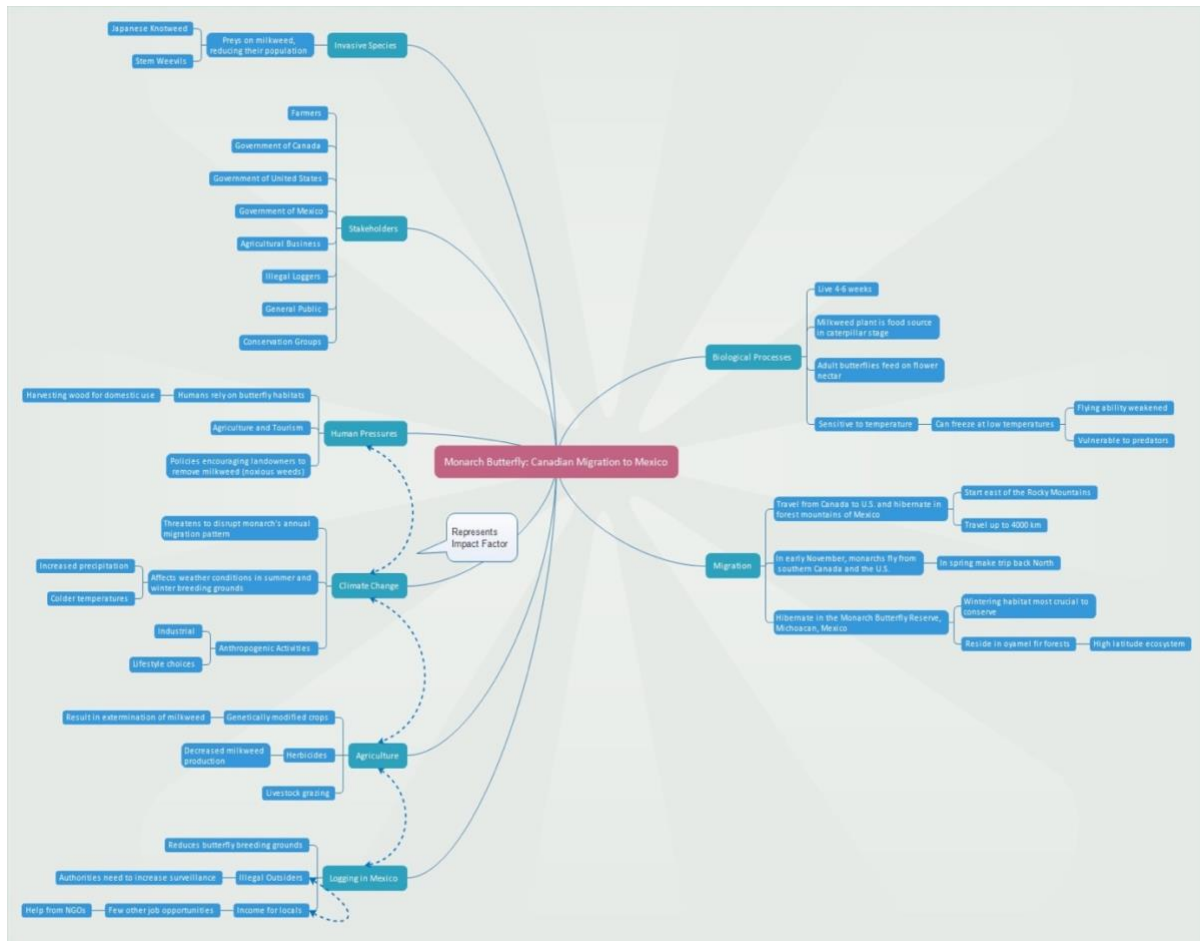 Monarch Butterfly: Canadian Migration to Mexico
Invasive Species
Preys on milkweed,
reducing their population
Japanese Knotweed
Stem Weevils
Stakeholders
Farmers
Government of Canada
Government of United States
Government of Mexico
Agricultural Business
Illegal Loggers
General Public
Conservation Groups
Human Pressures
Humans rely on butterfly habitats
Harvesting wood for domestic use
Agriculture and Tourism
Policies encouraging landowners to
remove milkweed (noxious weeds)
Represents
Impact Factor
Climate Change
Threatens to disrupt monarch's annual
migration pattern
Affects weather conditions in summer and
winter breeding grounds
Increased precipitation
Colder temperatures
Anthropogenic Activities
Industrial
Lifestyle choices
Agriculture
Genetically modified crops
Result in extermination of milkweed
Herbicides
Decreased milkweed
production
Livestock grazing
Logging in Mexico
Reduces butterfly breeding grounds
Illegal Outsiders
Authorities need to increase surveillance
Income for locals
Few other job opportunities
Help from NGOs
Biological Processes
Live 4-6 weeks
Milkweed plant is food source
in caterpillar stage
Adult butterflies feed on flower
nectar
Sensitive to temperature
Can freeze at low temperatures
Flying ability weakened
Vulnerable to predators
Migration
Travel from Canada to U.S. and hibernate in
forest mountains of Mexico
Start east of the Rocky Mountains
Travel up to 4000 km
In early November, monarchs fly from
southern Canada and the U.S.
In spring make trip back North
Hibernate in the Monarch Butterfly Reserve,
Michoacan, Mexico
Wintering habitat most crucial to
conserve
Reside in oyamel fir forests
High latitude ecosystem